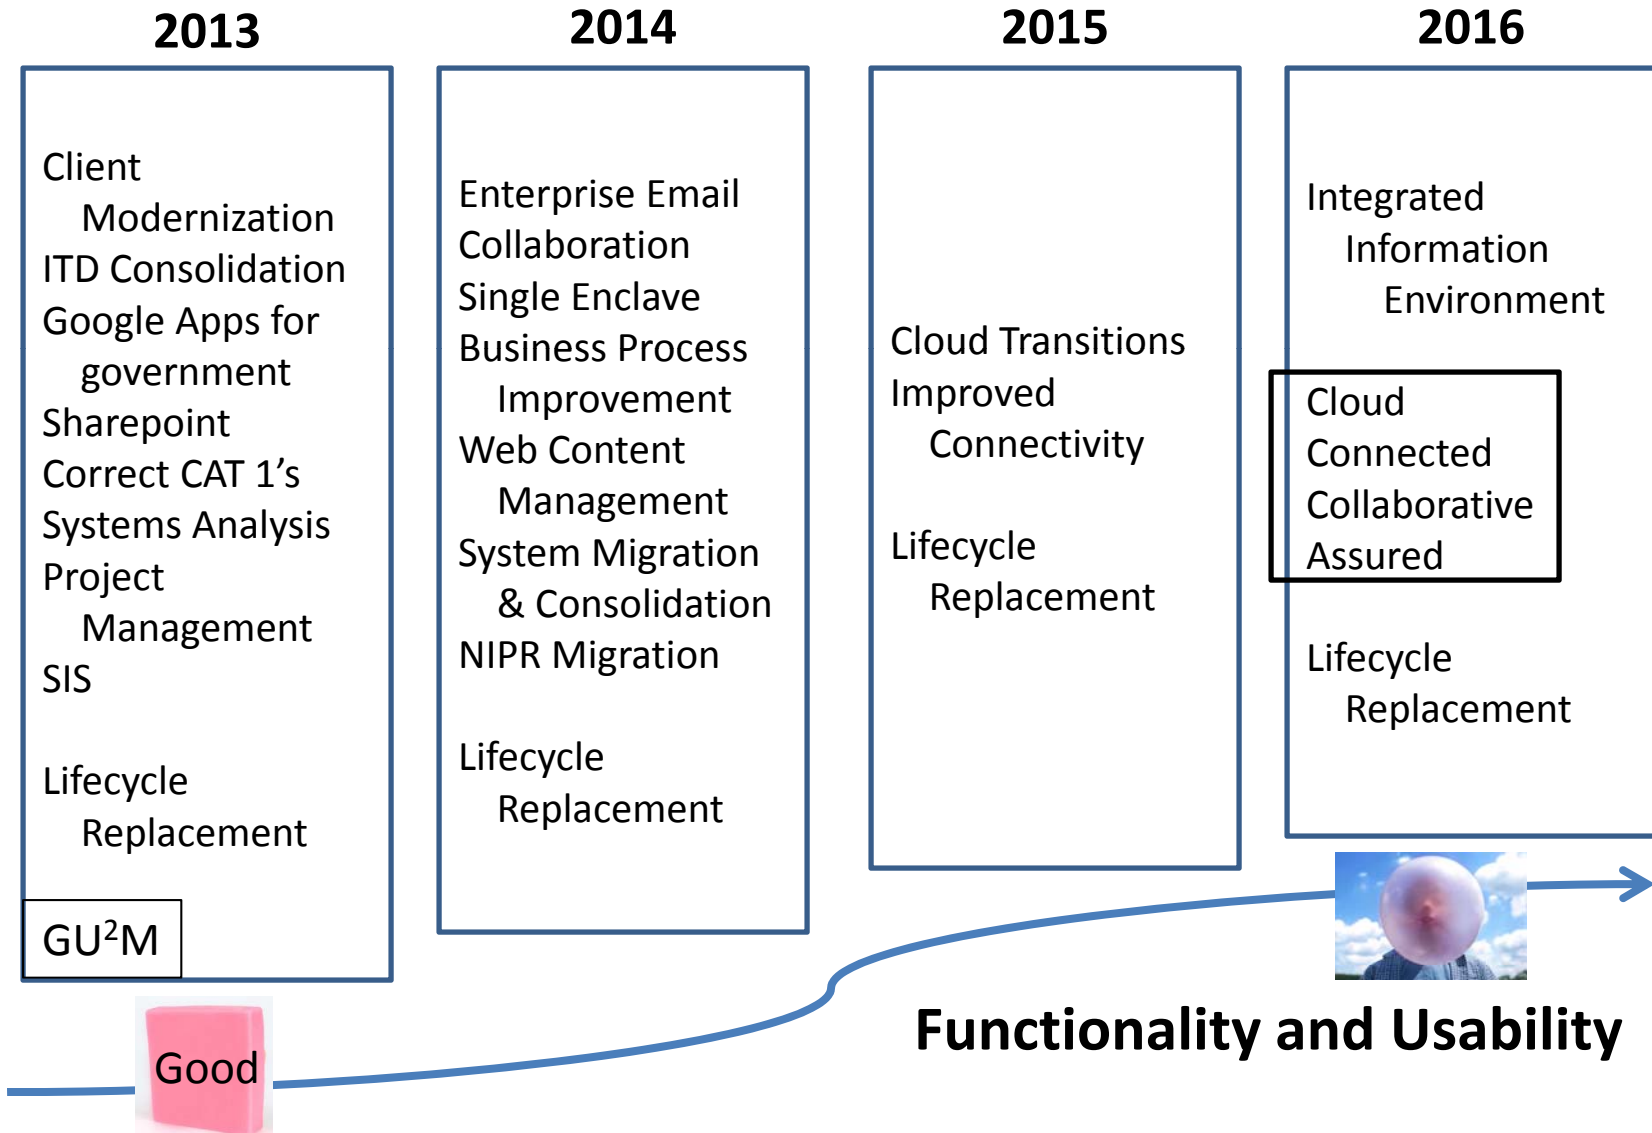 2013
Client
Modernization
ITD Consolidation
Google Apps for
government
Sharepoint
Correct CAT 1’s
Systems Analysis
Project
Management
SIS
Lifecycle
Replacement
GU²M
Good
2014
Enterprise Email
Collaboration
Single Enclave
Business Process
Improvement
Web Content
Management
System Migration
& Consolidation
NIPR Migration
Lifecycle
Replacement
2015
Cloud Transitions
Improved
Connectivity
Lifecycle
Replacement
2016
Integrated
Information
Environment
Cloud
Connected
Collaborative
Assured
Lifecycle
Replacement
Functionality and Usability